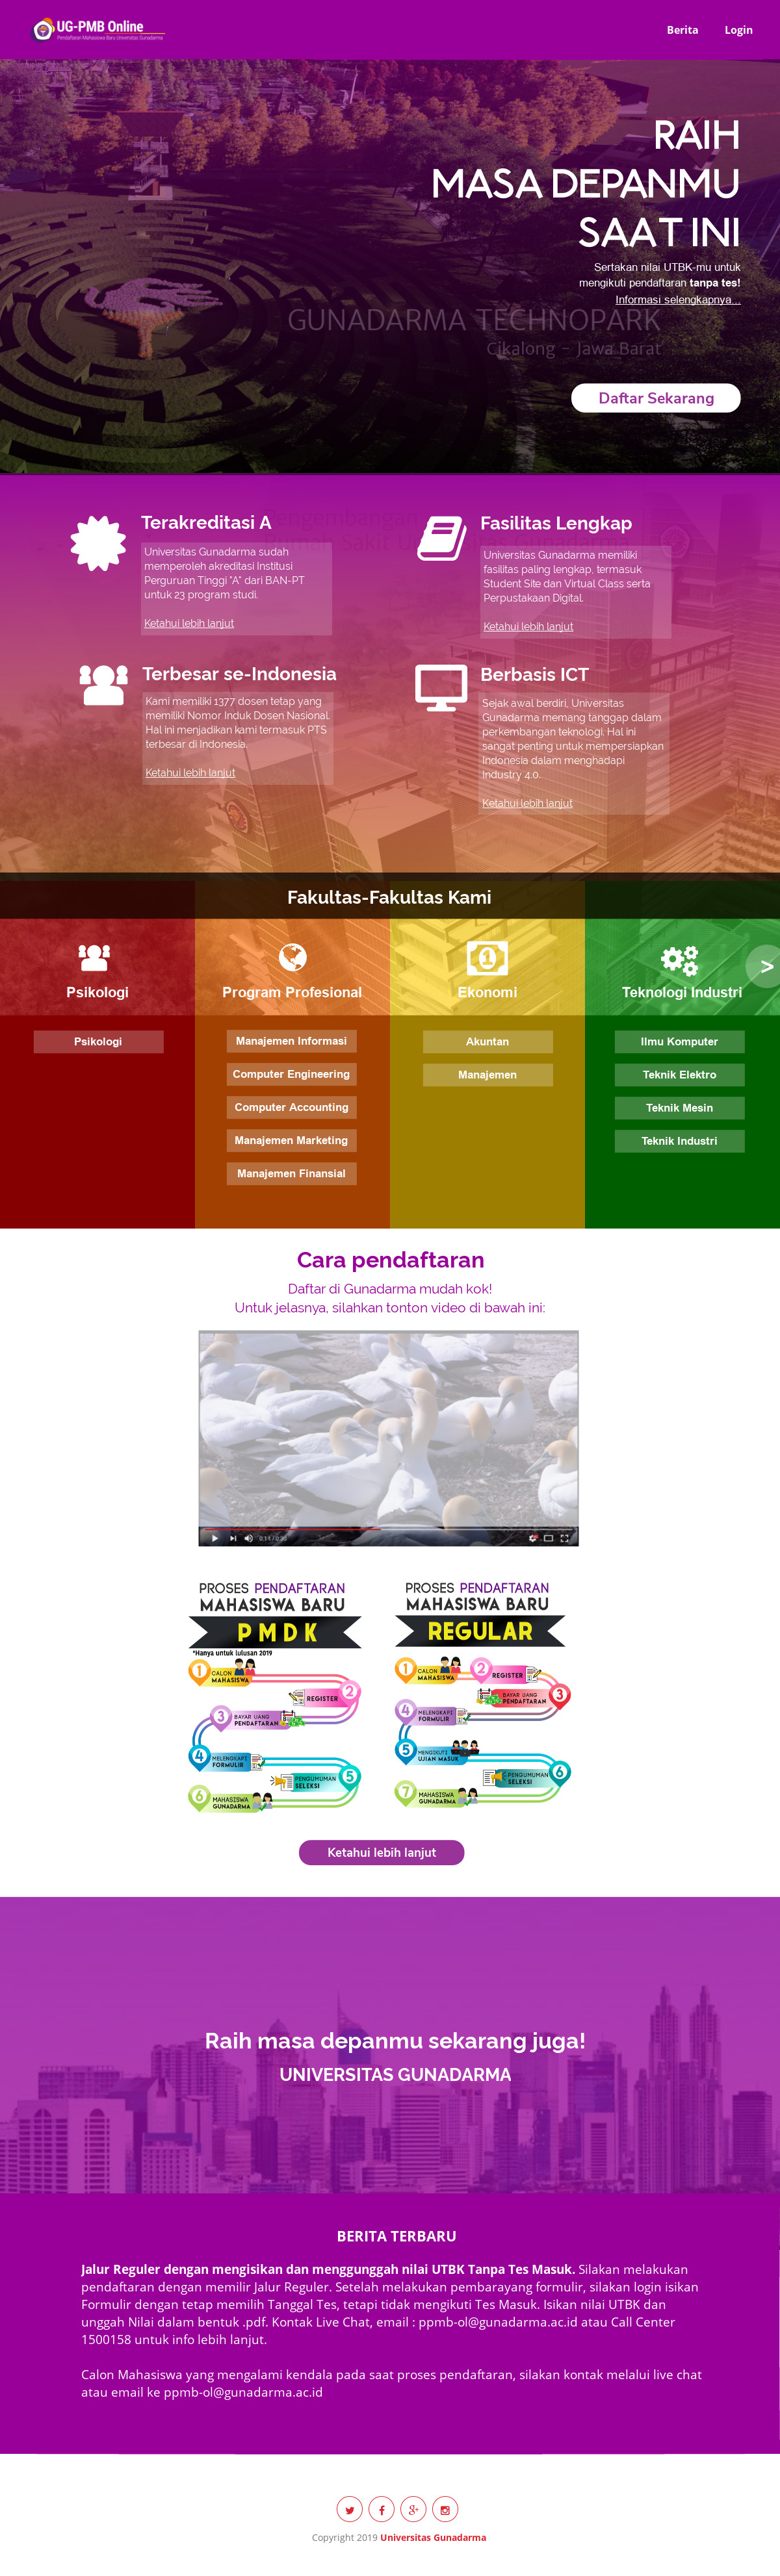 UG-PMB Online
Pendaftaran Mahasiswa Baru Universitas Gunadarma
Berita
Login
RAIH
MASA DEPANMU
SAAT INI
Sertakan nilai UTBK-mu untuk
mengikuti pendaftaran tanpa tes!
Informasi selengkapnya...
GUNADARMA TECHNOPARK
Cikalong - Jawa Barat
Daftar Sekarang
Terakreditasi A
Universitas Gunadarma sudah
memperoleh akreditasi Institusi
Perguruan Tinggi "A" dari BAN-PT
untuk 23 program studi.
Ketahui lebih lanjut
Fasilitas Lengkap
Universitas Gunadarma memiliki
fasilitas paling lengkap, termasuk
Student Site dan Virtual Class serta
Perpustakaan Digital.
Ketahui lebih lanjut
Terbesar se-Indonesia
Kami memiliki 1377 dosen tetap yang
memiliki Nomor Induk Dosen Nasional.
Hal ini menjadikan kami termasuk PTS
terbesar di Indonesia.
Ketahui lebih lanjut
Berbasis ICT
Sejak awal berdiri, Universitas
Gunadarma memang tanggap dalam
perkembangan teknologi. Hal ini
sangat penting untuk mempersiapkan
Indonesia dalam menghadapi
Industry 4.0.
Ketahui lebih lanjut
Fakultas-Fakultas Kami
Psikologi
Program Profesional
Ekonomi
Teknologi Industri
>
Psikologi
Manajemen Informasi
Computer Engineering
Computer Accounting
Manajemen Marketing
Manajemen Finansial
Akuntan
Manajemen
Ilmu Komputer
Teknik Elektro
Teknik Mesin
Teknik Industri
Cara pendaftaran
Daftar di Gunadarma mudah kok!
Untuk jelasnya, silahkan tonton video di bawah ini:
PROSES PENDAFTARAN
MAHASISWA BARU
PMDK
*Hanya untuk lulusan 2019
1 CALON MAHASISWA
2 REGISTER
3 BAYAR UANG PENDAFTARAN
4 MELENGKAPI FORMULIR
5 PENGUMUMAN SELEKSI
6 MAHASISWA GUNADARMA
PROSES PENDAFTARAN
MAHASISWA BARU
REGULAR
1 CALON MAHASISWA
2 REGISTER
3 BAYAR UANG PENDAFTARAN
4 MELENGKAPI FORMULIR
5 MENGIKUTI UJIAN MASUK
6 PENGUMUMAN SELEKSI
7 MAHASISWA GUNADARMA
Ketahui lebih lanjut
Raih masa depanmu sekarang juga!
UNIVERSITAS GUNADARMA
BERITA TERBARU
Jalur Reguler dengan mengisikan dan menggunggah nilai UTBK Tanpa Tes Masuk. Silakan melakukan
pendaftaran dengan memilir Jalur Reguler. Setelah melakukan pembarayang formulir, silakan login isikan
Formulir dengan tetap memilih Tanggal Tes, tetapi tidak mengikuti Tes Masuk. Isikan nilai UTBK dan
unggah Nilai dalam bentuk .pdf. Kontak Live Chat, email : ppmb-ol@gunadarma.ac.id atau Call Center
1500158 untuk info lebih lanjut.
Calon Mahasiswa yang mengalami kendala pada saat proses pendaftaran, silakan kontak melalui live chat
atau email ke ppmb-ol@gunadarma.ac.id
Copyright 2019 Universitas Gunadarma